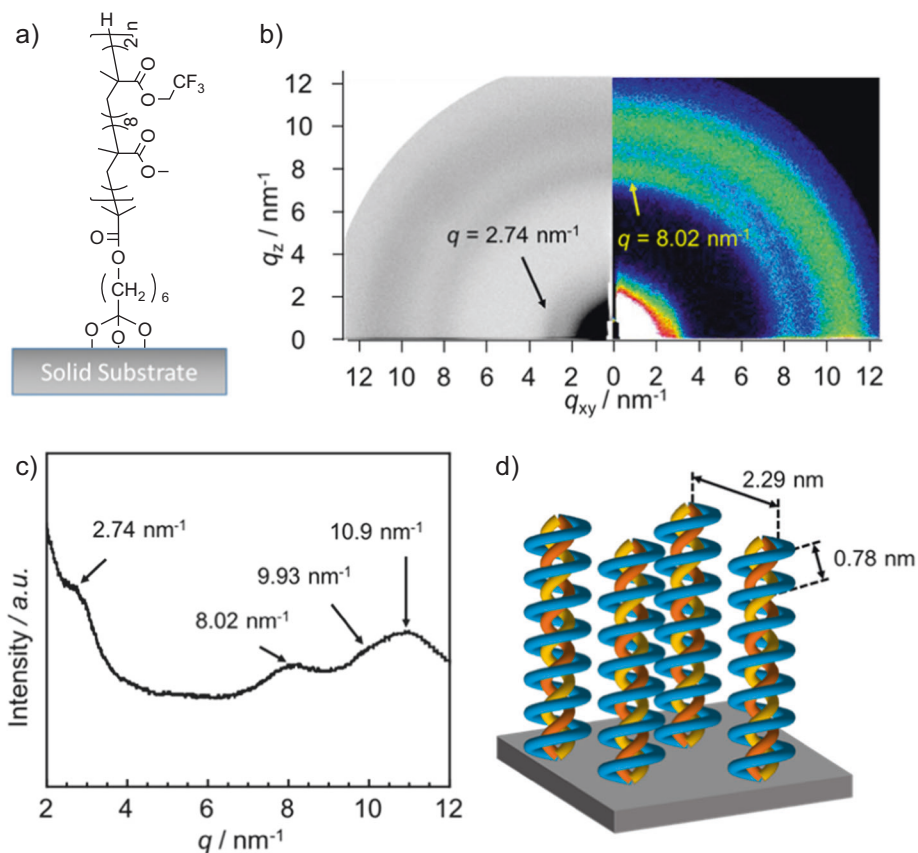 a)
H
n
2
O
O
CF3
8
O
O
O
O
(CH2)6
O
O
O
Solid Substrate
b)
12
10
8
6
4
2
0
qz / nm-1
q = 2.74 nm-1
q = 8.02 nm-1
12 10 8 6 4 2 0 2 4 6 8 10 12
qxy / nm-1
c)
2.74 nm-1
10.9 nm-1
9.93 nm-1
8.02 nm-1
Intensity / a.u.
2 4 6 8 10 12
q / nm-1
d)
2.29 nm
0.78 nm